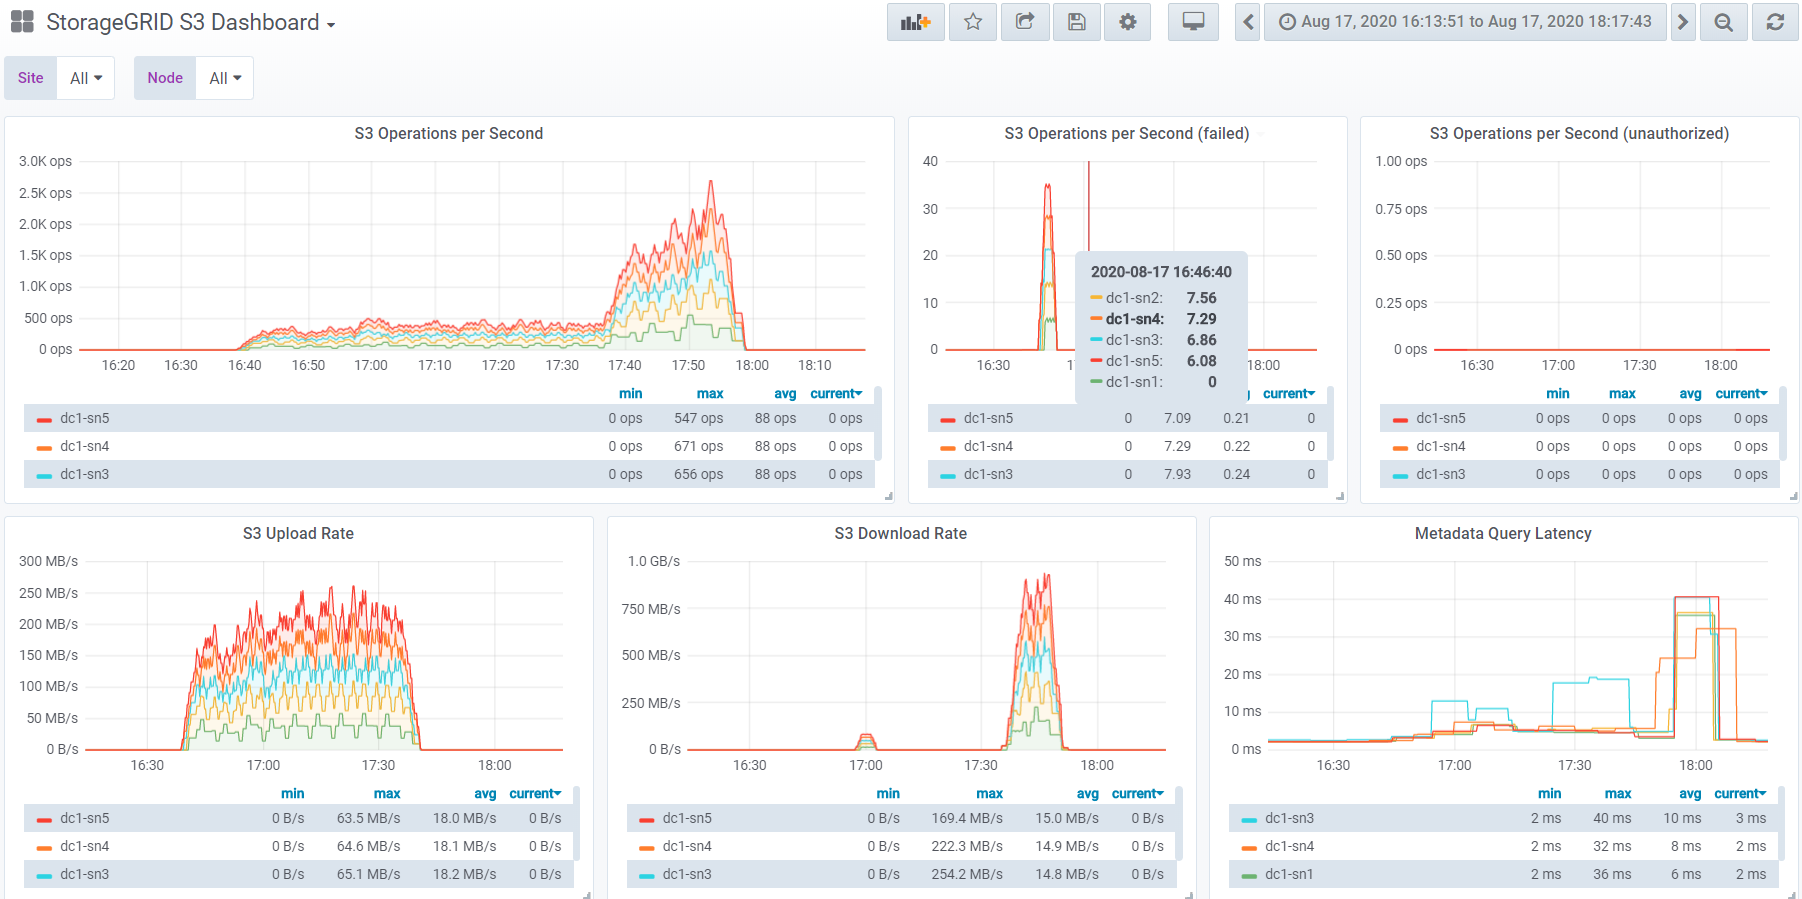 StorageGRID S3 Dashboard
Aug 17, 2020 16:13:51 to Aug 17, 2020 18:17:43
Site All Node All
S3 Operations per Second
3.0K ops
2.5K ops
2.0K ops
1.5K ops
1.0K ops
500 ops
0 ops
16:20 16:30 16:40 16:50 17:00 17:10 17:20 17:30 17:40 17:50 18:00 18:10
min max avg current
dc1-sn5 0 ops 547 ops 88 ops 0 ops
dc1-sn4 0 ops 671 ops 88 ops 0 ops
dc1-sn3 0 ops 656 ops 88 ops 0 ops
S3 Operations per Second (failed)
40
30
20
10
0
16:30 18:00
2020-08-17 16:46:40
dc1-sn2: 7.56
dc1-sn4: 7.29
dc1-sn3: 6.86
dc1-sn5: 6.08
dc1-sn1: 0
current
dc1-sn5 0 7.09 0.21 0
dc1-sn4 0 7.29 0.22 0
dc1-sn3 0 7.93 0.24 0
S3 Operations per Second (unauthorized)
1.00 ops
0.75 ops
0.50 ops
0.25 ops
0 ops
16:30 17:00 17:30 18:00
min max avg current
dc1-sn5 0 ops 0 ops 0 ops 0 ops
dc1-sn4 0 ops 0 ops 0 ops 0 ops
dc1-sn3 0 ops 0 ops 0 ops 0 ops
S3 Upload Rate
300 MB/s
250 MB/s
200 MB/s
150 MB/s
100 MB/s
50 MB/s
0 B/s
16:30 17:00 17:30 18:00
min max avg current
dc1-sn5 0 B/s 63.5 MB/s 18.0 MB/s 0 B/s
dc1-sn4 0 B/s 64.6 MB/s 18.1 MB/s 0 B/s
dc1-sn3 0 B/s 65.1 MB/s 18.2 MB/s 0 B/s
S3 Download Rate
1.0 GB/s
750 MB/s
500 MB/s
250 MB/s
0 B/s
16:30 17:00 17:30 18:00
min max avg current
dc1-sn5 0 B/s 169.4 MB/s 15.0 MB/s 0 B/s
dc1-sn4 0 B/s 222.3 MB/s 14.9 MB/s 0 B/s
dc1-sn3 0 B/s 254.2 MB/s 14.8 MB/s 0 B/s
Metadata Query Latency
50 ms
40 ms
30 ms
20 ms
10 ms
0 ms
16:30 17:00 17:30 18:00
min max avg current
dc1-sn3 2 ms 40 ms 10 ms 3 ms
dc1-sn4 2 ms 32 ms 8 ms 2 ms
dc1-sn1 2 ms 36 ms 6 ms 2 ms